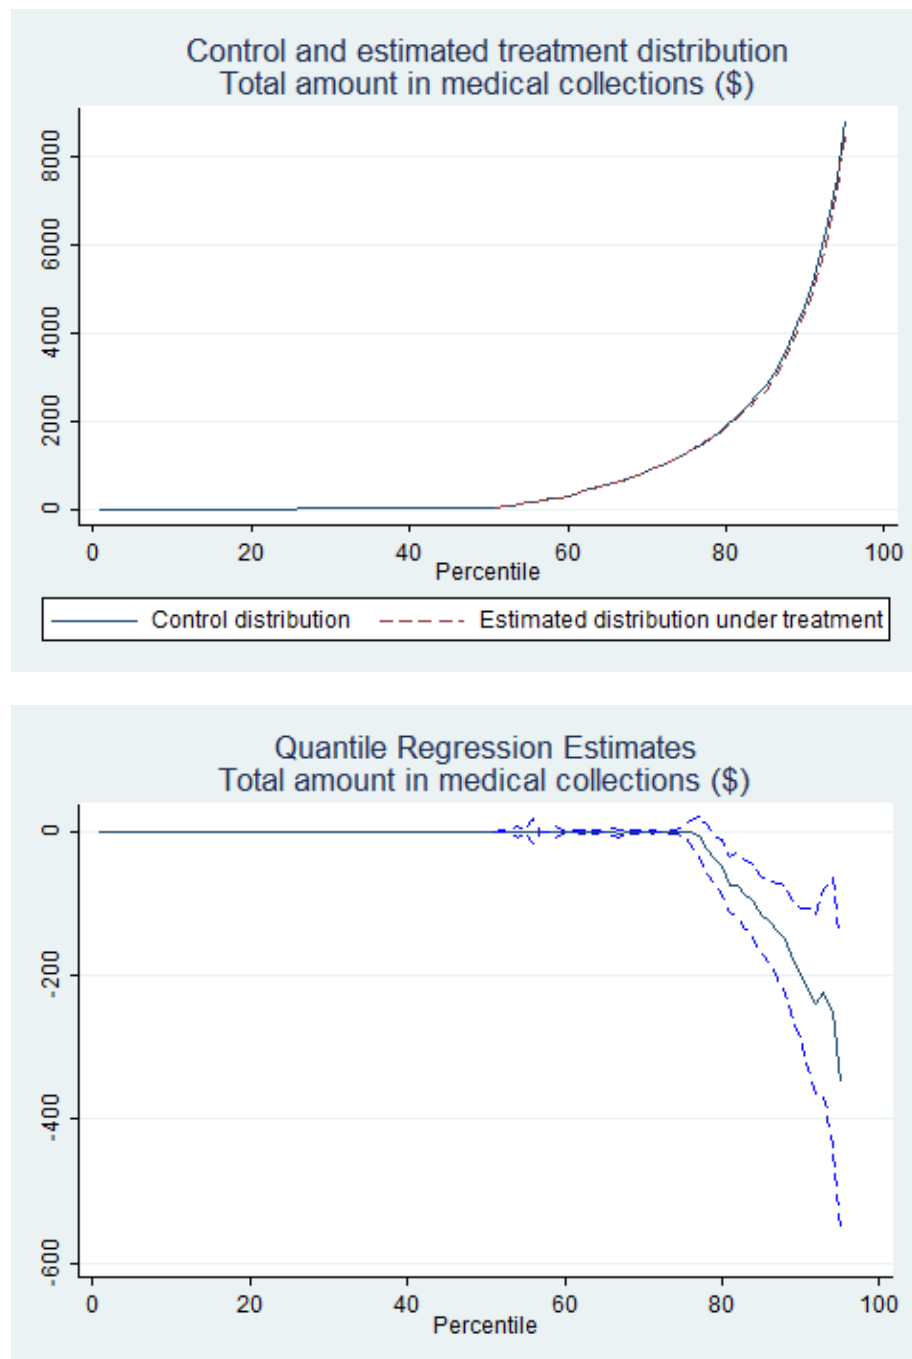 Control and estimated treatment distribution
Total amount in medical collections ($)
8000
6000
4000
2000
0
0 20 40 60 80 100
Percentile
Control distribution Estimated distribution under treatment
Quantile Regression Estimates
Total amount in medical collections ($)
0
-200
-400
-600
0 20 40 60 80 100
Percentile